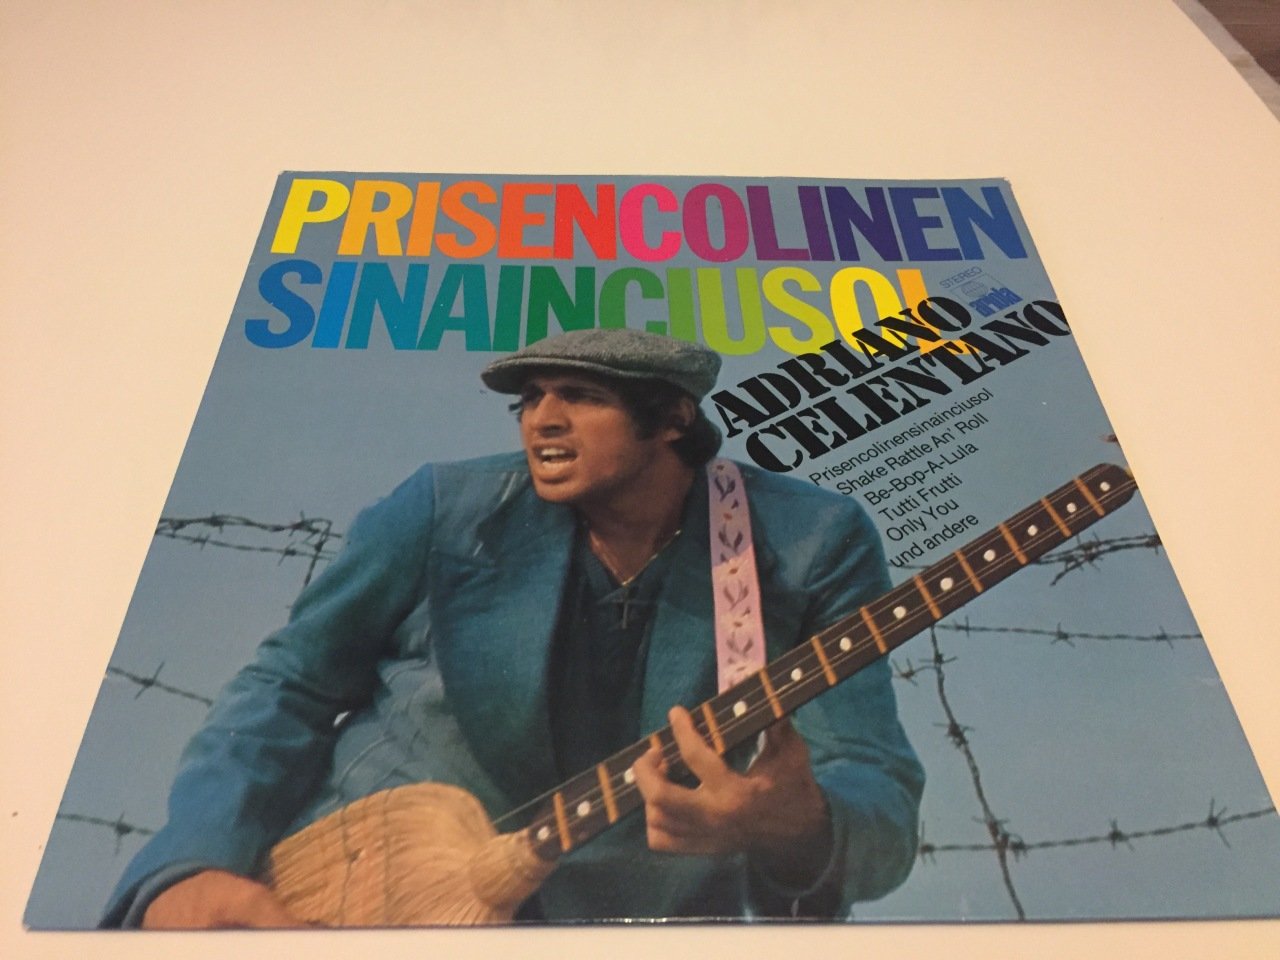 PRISENCOLINEN
SINAINCIUSOL
STEREO
ariola
ADRIANO
CELENTANO
Prisencolinensinainciusol
Shake Rattle An' Roll
Be-Bop-A-Lula
Tutti Frutti
Only You
und andere